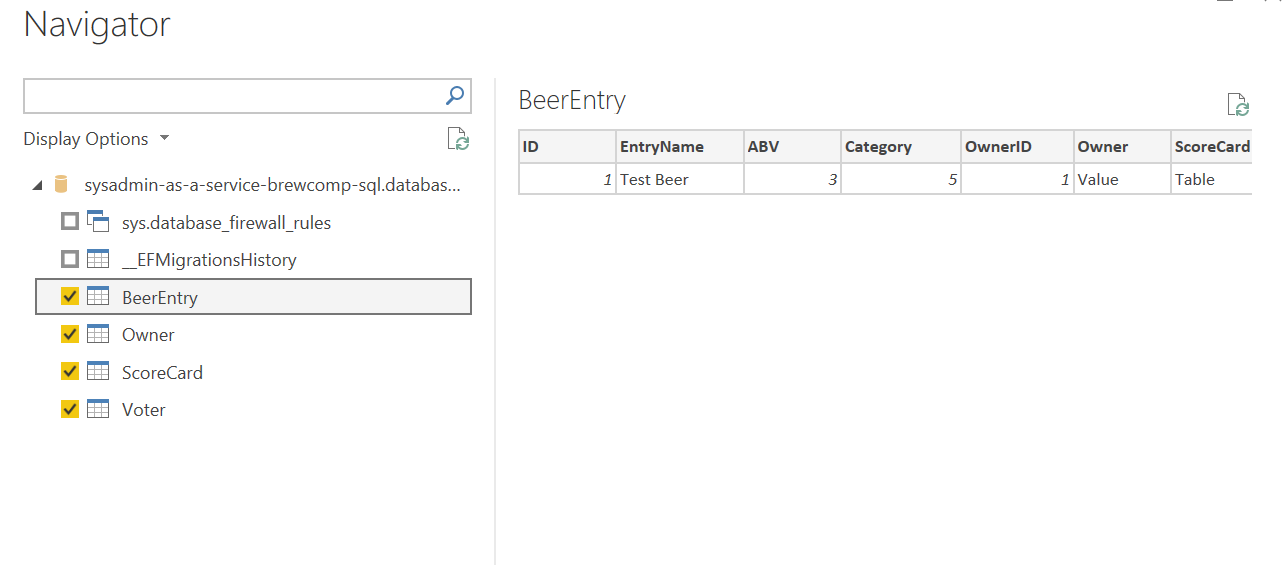 Navigator
Display Options
sysadmin-as-a-service-brewcomp-sql.databas...
sys.database_firewall_rules
__EFMigrationsHistory
BeerEntry
Owner
ScoreCard
Voter
BeerEntry
ID EntryName ABV Category OwnerID Owner ScoreCard
1 Test Beer 3 5 1 Value Table